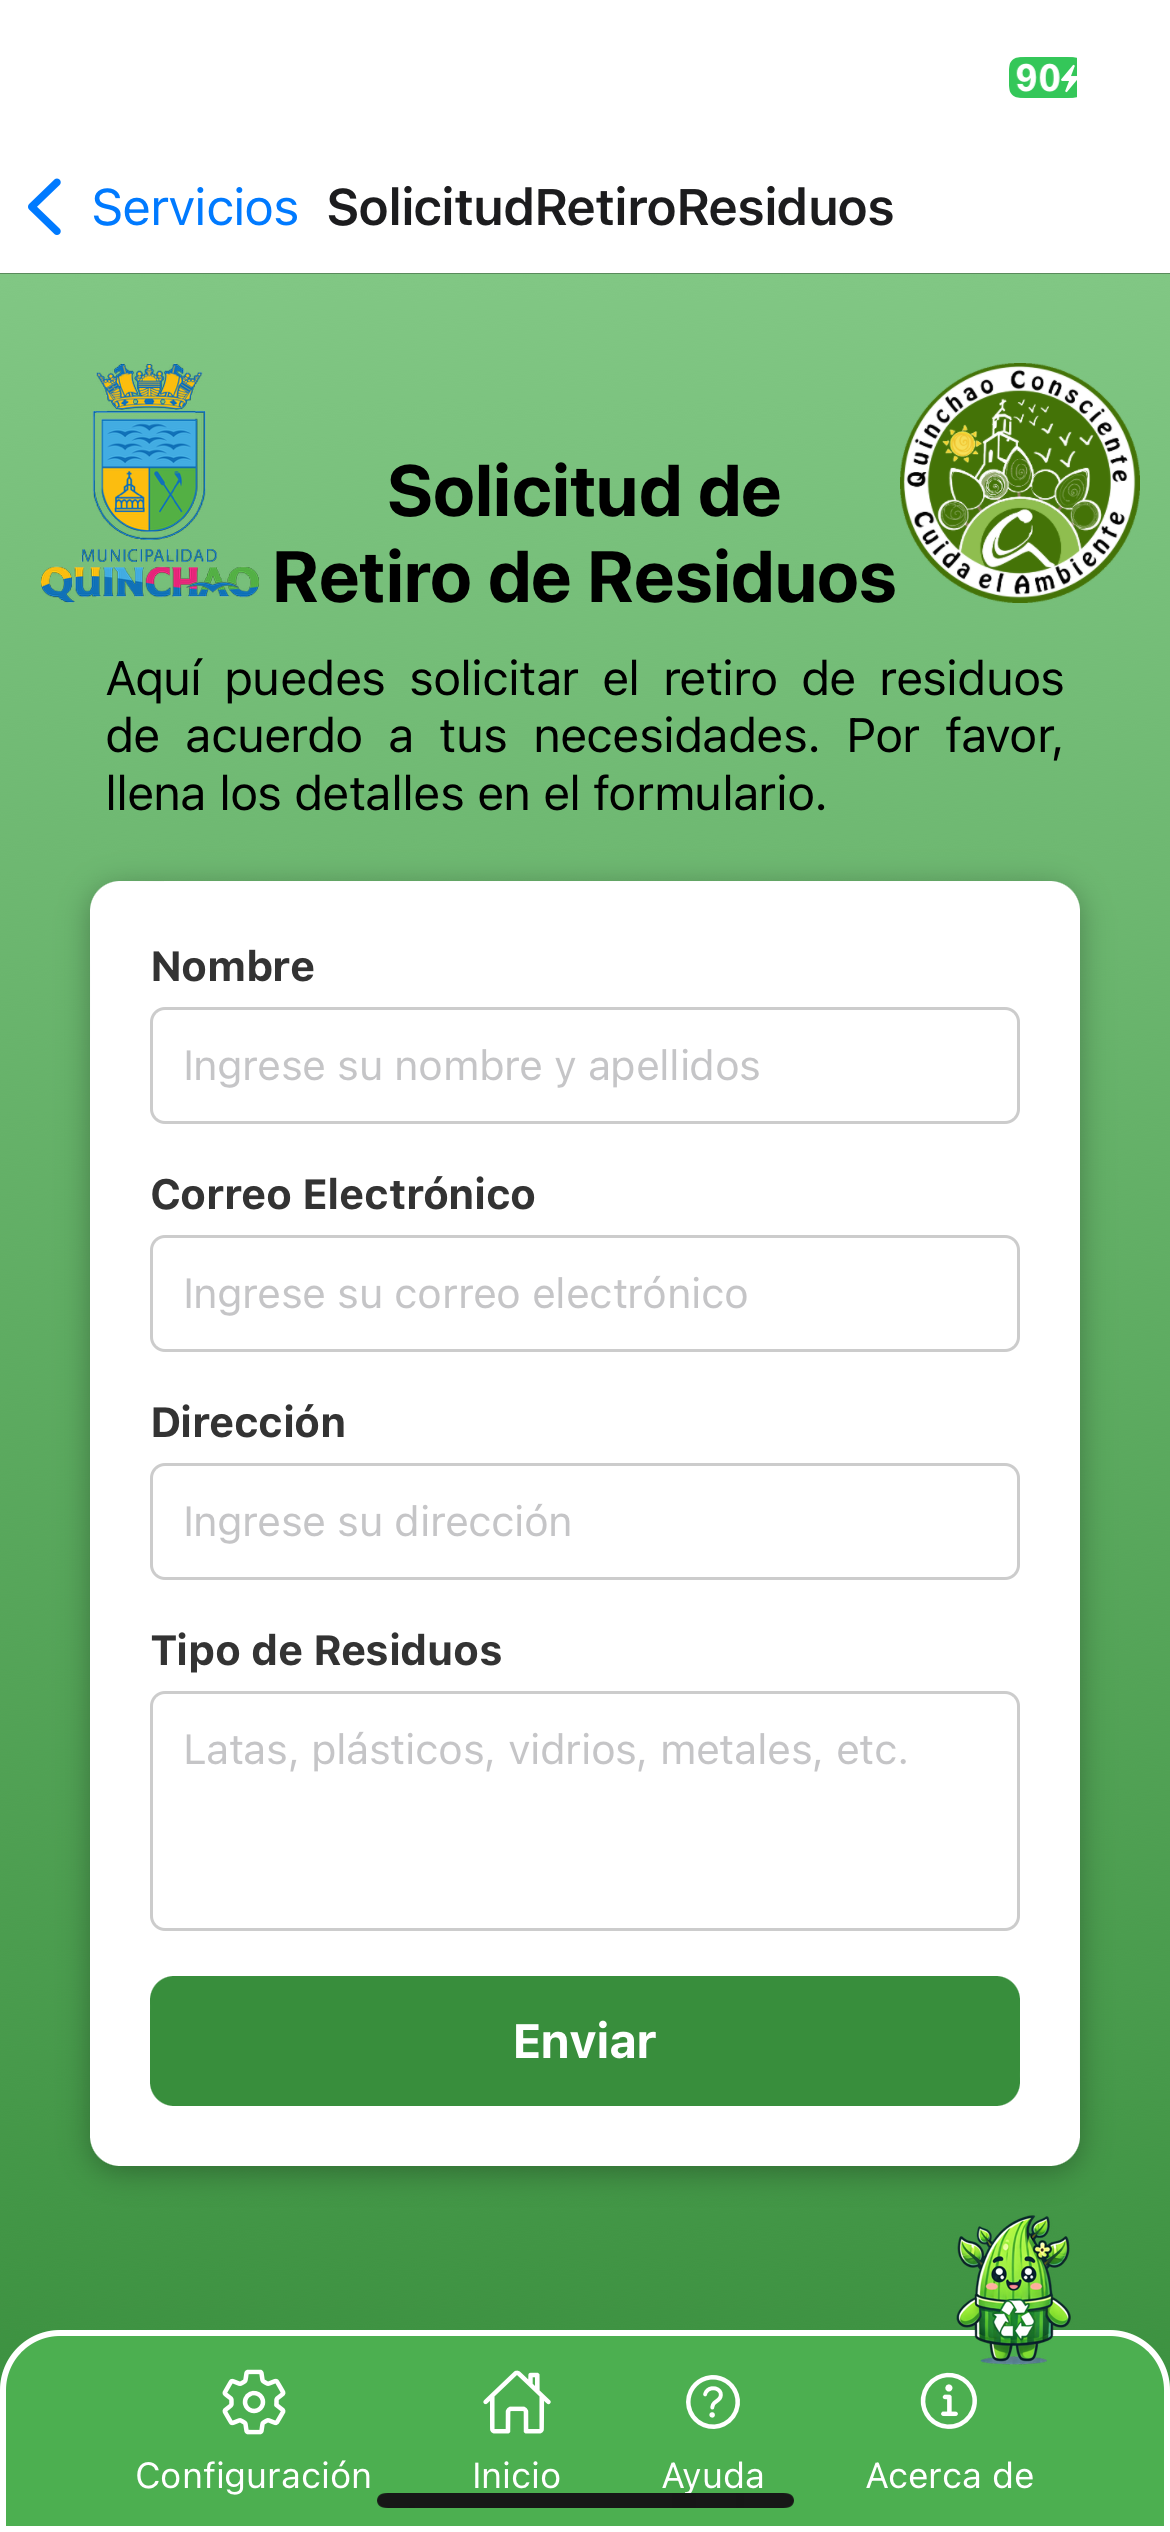 90
Servicios
SolicitudRetiroResiduos
MUNICIPALIDAD
QUINCHAO
Quinchao Consciente
Cuida el Ambiente
Solicitud de
Retiro de Residuos
Aquí puedes solicitar el retiro de residuos
de acuerdo a tus necesidades. Por favor,
llena los detalles en el formulario.
Nombre
Ingrese su nombre y apellidos
Correo Electrónico
Ingrese su correo electrónico
Dirección
Ingrese su dirección
Tipo de Residuos
Latas, plásticos, vidrios, metales, etc.
Enviar
Configuración
Inicio
Ayuda
Acerca de